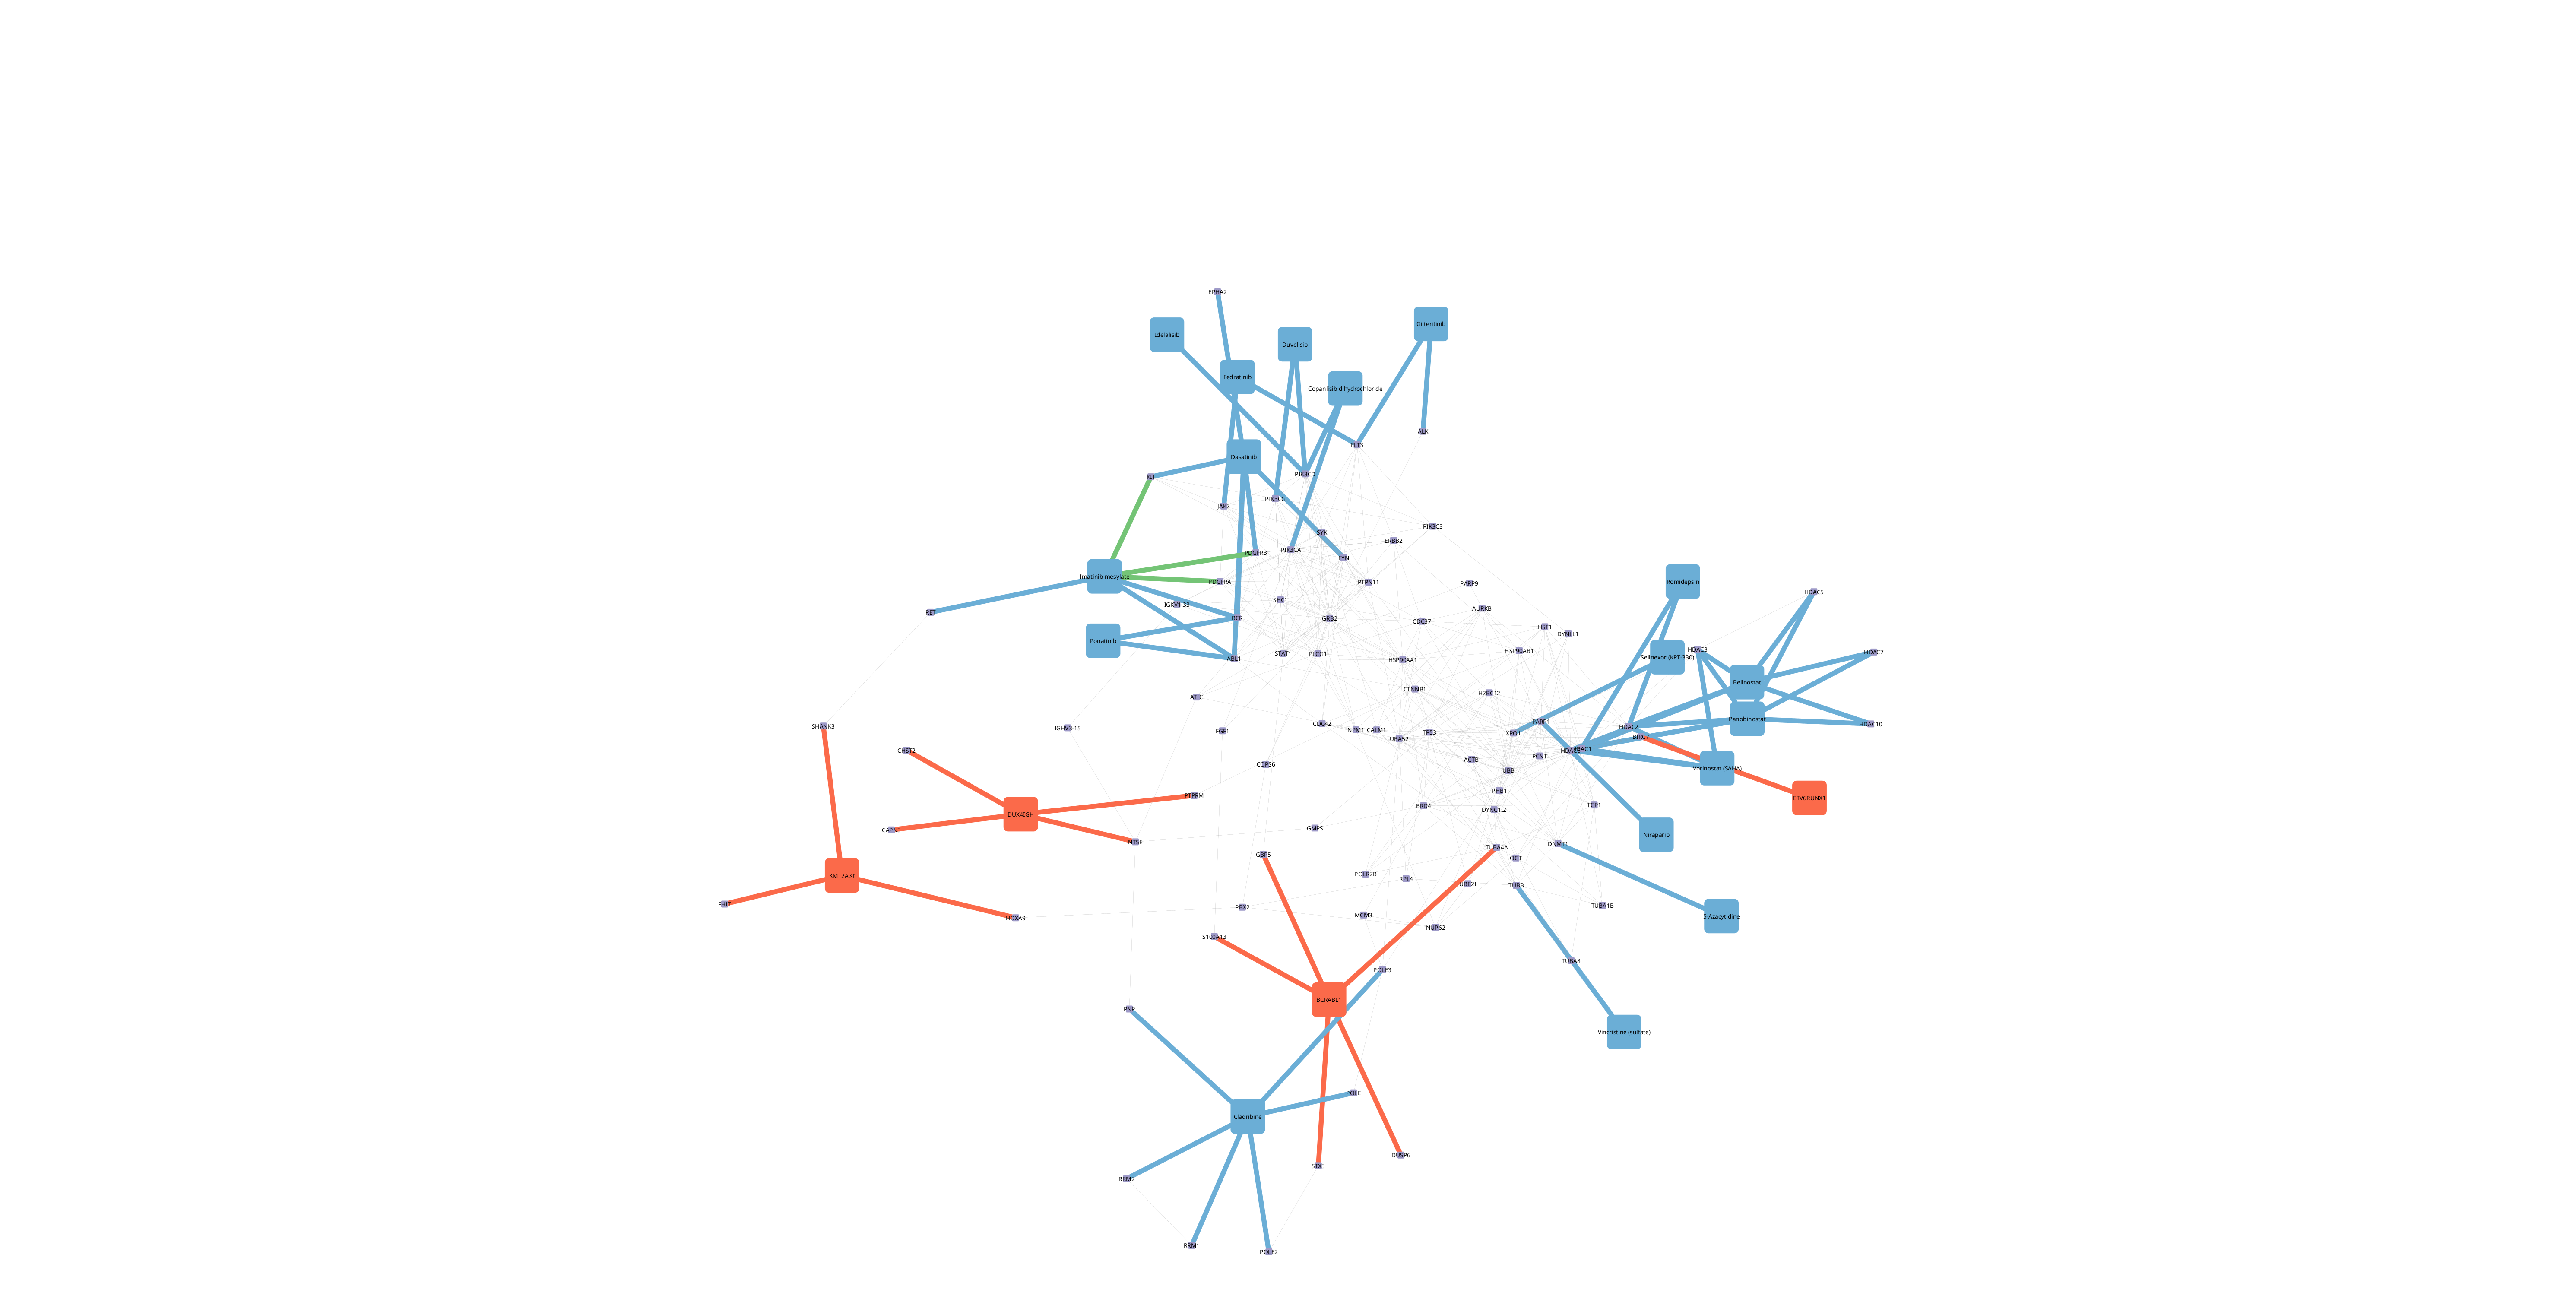 EPHA2
Gilteritinib
Idelalisib
Duvelisib
Fedratinib
Copanlisib dihydrochloride
ALK
FLT3
Dasatinib
PIK3CD
KIT
PIK3CG
JAK2
PIK3C3
SYK
ERBB2
PIK3CA
PDGFRB
FYN
Imatinib mesylate
PDGFRA
PTPN11
PARP9
Romidepsin
HDAC5
SHC1
IGKV1-33
AURKB
RET
BCR
GRB2
CDC37
HSF1
DYNLL1
Ponatinib
HSP90AB1
HDAC3
HDAC7
STAT1
PLCG1
Selinexor (KPT-330)
ABL1
HSP90AA1
Belinostat
CTNNB1
H2BC12
ATIC
Panobinostat
SHANK3
IGHV3-15
FGF1
CDC42
NPM1
CALM1
TP53
PARP1
HDAC2
HDAC10
XPO1
UBA52
BIRC7
CHST2
HDAC1
PCNT
ACTB
COPS6
UBB
Vorinostat (SAHA)
PHB1
PTPRM
ETV6RUNX1
BRD4
DYNC1I2
TCP1
DUX4IGH
CAPN3
GMPS
Niraparib
NT5E
TUBA4A
DNMT1
GBP5
OGT
KMT2A.st
POLR2B
RPL4
UBE2I
TUBB
FHIT
PBX2
TUBA1B
HOXA9
MCM3
5-Azacytidine
NUP62
S100A13
TUBA8
POLE3
BCRABL1
PNP
Vincristine (sulfate)
POLE
Cladribine
DUSP6
STX3
RRM2
RRM1
POLE2